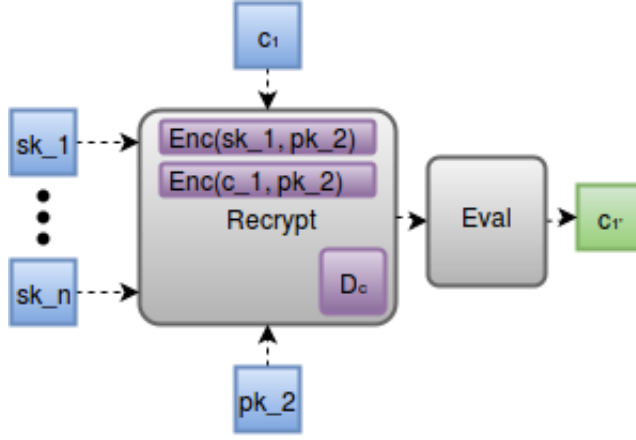 c₁
sk_1
Enc(sk_1, pk_2)
Enc(c_1, pk_2)
Recrypt
Eval
c₁'
sk_n
D꜀
pk_2